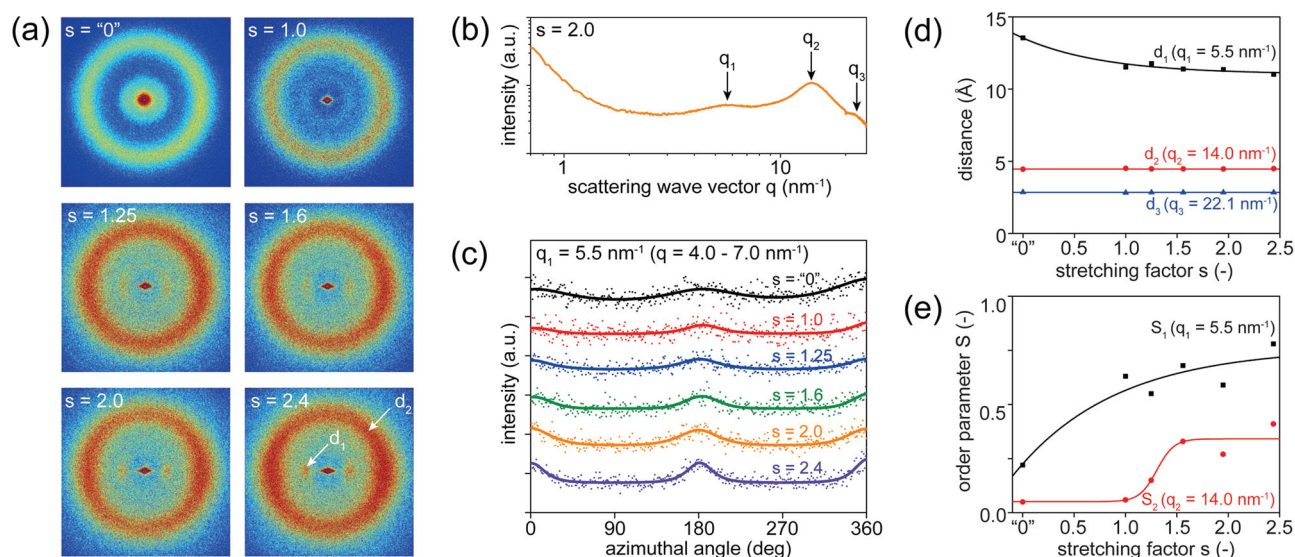 (a)
s = “0”
s = 1.0
s = 1.25
s = 1.6
s = 2.0
s = 2.4
d2
d1
(b)
s = 2.0
q1
q2
q3
intensity (a.u.)
1
10
scattering wave vector q (nm-1)
(c)
q1 = 5.5 nm-1 (q = 4.0 - 7.0 nm-1)
s = “0”
s = 1.0
s = 1.25
s = 1.6
s = 2.0
s = 2.4
intensity (a.u.)
0 90 180 270 360
azimuthal angle (deg)
(d)
15
10
5
0
distance (Å)
d1 (q1 = 5.5 nm-1)
d2 (q2 = 14.0 nm-1)
d3 (q3 = 22.1 nm-1)
“0” 0.5 1.0 1.5 2.0 2.5
stretching factor s (-)
(e)
1.0
0.5
0.0
order parameter S (-)
S1 (q1 = 5.5 nm-1)
S2 (q2 = 14.0 nm-1)
“0” 0.5 1.0 1.5 2.0 2.5
stretching factor s (-)